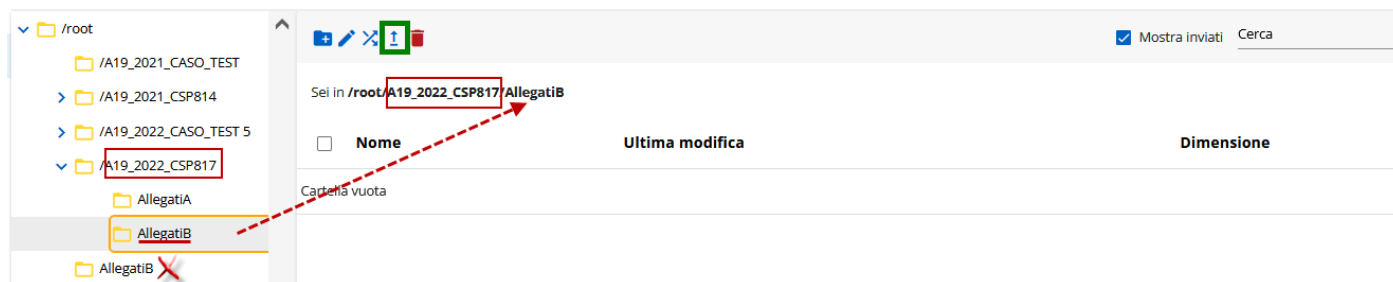 /root
/A19_2021_CASO_TEST
/A19_2021_CSP814
/A19_2022_CASO_TEST 5
/A19_2022_CSP817
AllegatiA
AllegatiB
AllegatiB
Mostra inviati Cerca
Sei in /root/A19_2022_CSP817/AllegatiB
Nome Ultima modifica Dimensione
Cartella vuota